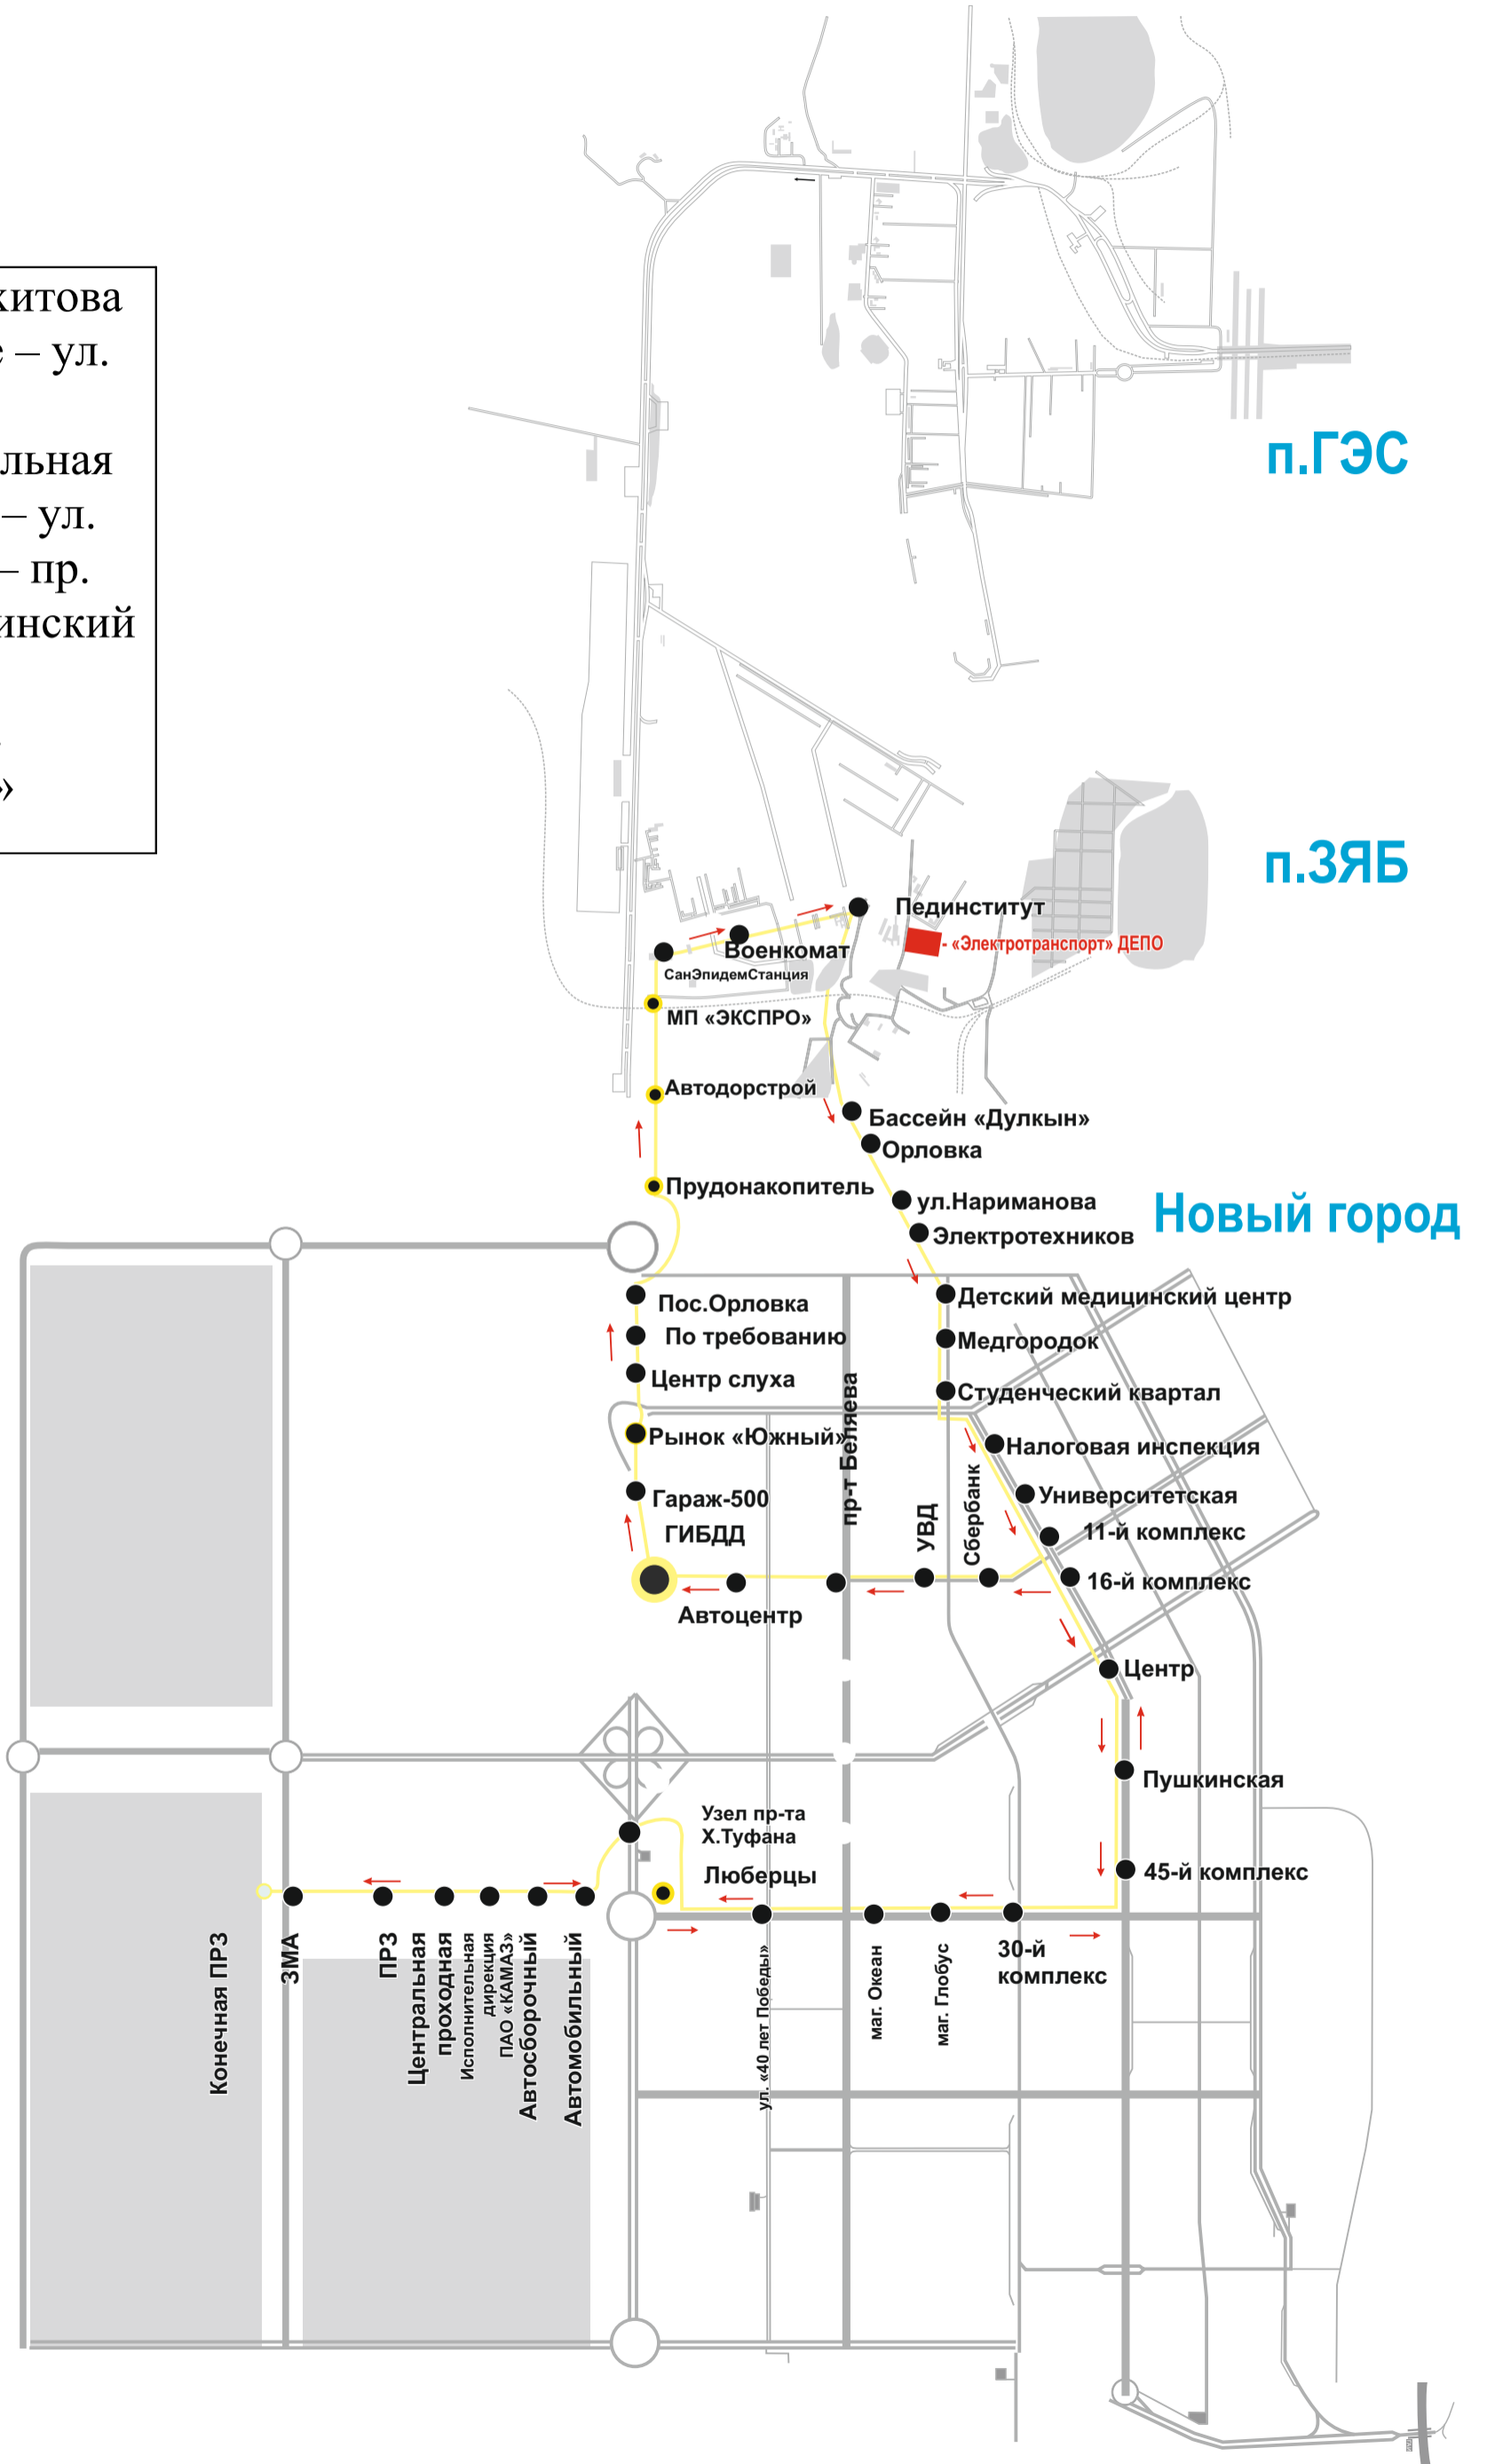 китова
– ул.
льная
– ул.
– пр.
инский
»
п.ГЭС
п.ЗЯБ
Пединститут
- «Электротранспорт» ДЕПО
Военкомат
СанЭпидемСтанция
МП «ЭКСПРО»
Автодорстрой
Бассейн «Дулкын»
Орловка
Прудонакопитель
ул.Нариманова
Новый город
Электротехников
Детский медицинский центр
Пос.Орловка
По требованию
Медгородок
Центр слуха
Студенческий квартал
пр-т Беляева
Рынок «Южный»
Налоговая инспекция
Гараж-500
Университетская
ГИБДД
УВД
Сбербанк
11-й комплекс
16-й комплекс
Автоцентр
Центр
Пушкинская
Узел пр-та
Х.Туфана
Люберцы
45-й комплекс
Конечная ПРЗ
ЗМА
ПРЗ
Центральная
проходная
Исполнительная
дирекция
ПАО «КАМАЗ»
Автосборочный
Автомобильный
ул. «40 лет Победы»
маг. Океан
маг. Глобус
30-й
комплекс